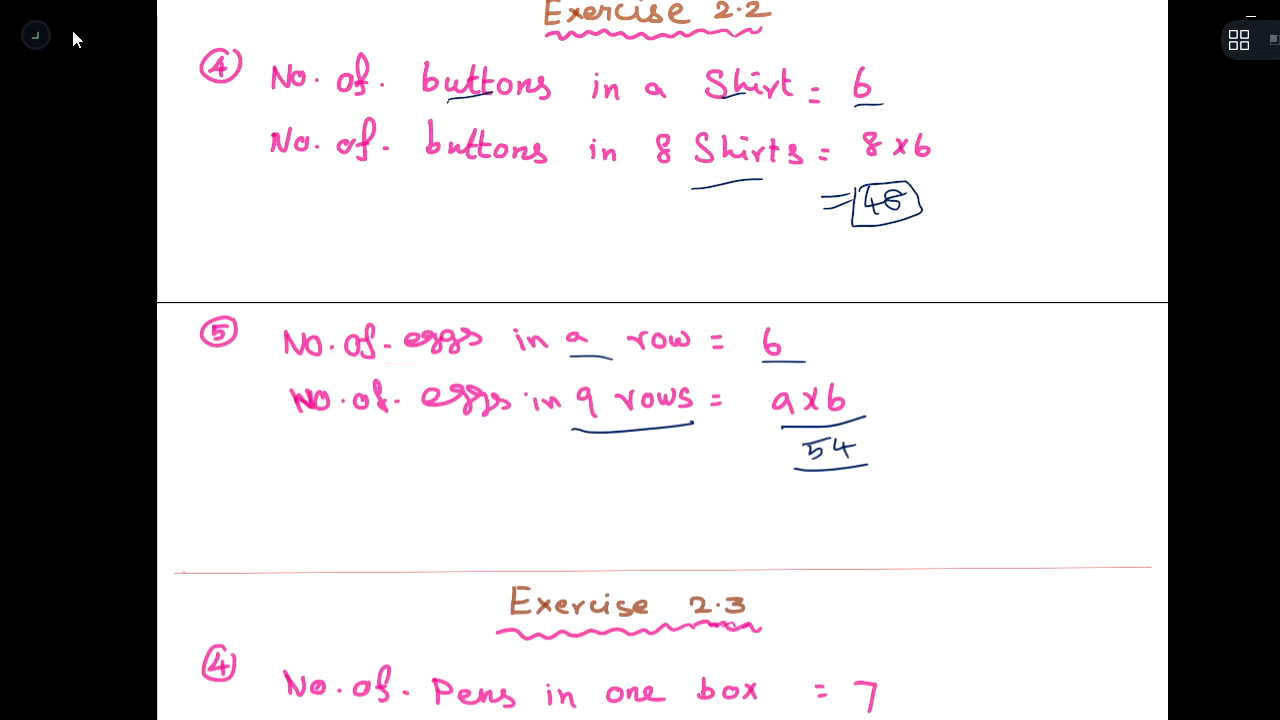 Exercise 2.2
④ No. of. buttons in a Shirt = 6
No. of. buttons in 8 Shirts = 8 x 6
= 48
⑤ No. of. eggs in a row = 6
No. of. eggs in 9 rows = 9 x 6
54
Exercise 2.3
④ No. of. Pens in one box = 7